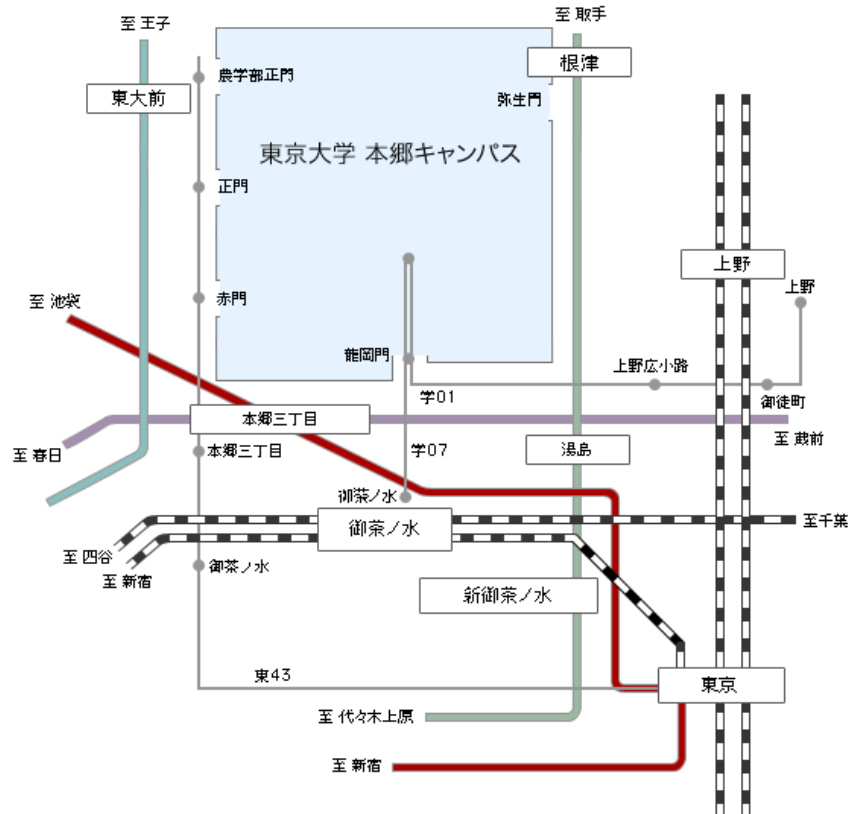 至 取手
至 王子
根津
農学部正門
東大前
弥生門
東京大学 本郷キャンパス
正門
上野
上野
赤門
至 池袋
龍岡門
上野広小路
学01
御徒町
本郷三丁目
至 蔵前
湯島
学07
本郷三丁目
至 春日
御茶ノ水
御茶ノ水
至千葉
至 四谷
御茶ノ水
至 新宿
新御茶ノ水
東43
東京
至 代々木上原
至 新宿